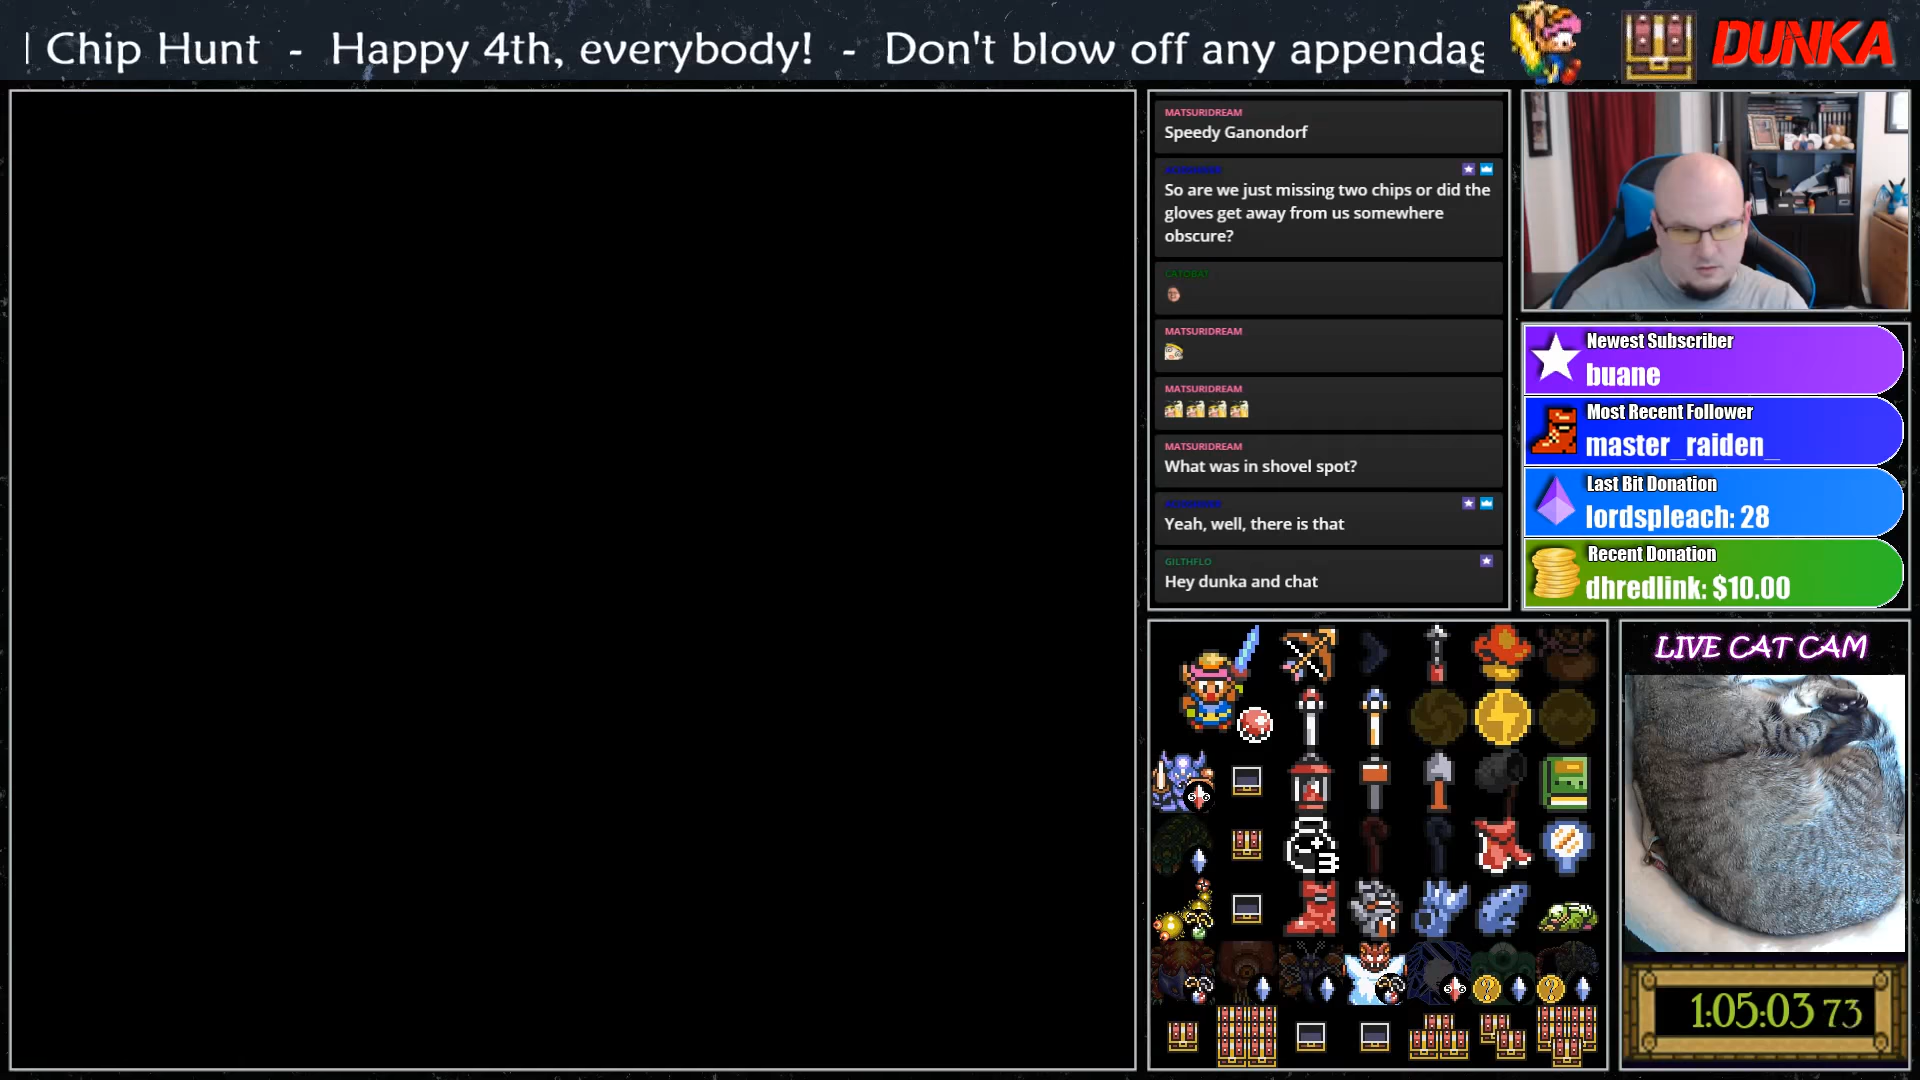 Chip Hunt - Happy 4th, everybody! - Don't blow off any appendag
DUNKA
MATSURIDREAM
Speedy Ganondorf
So are we just missing two chips or did the
gloves get away from us somewhere
obscure?
MATSURIDREAM
MATSURIDREAM
MATSURIDREAM
What was in shovel spot?
Yeah, well, there is that
GILTHFLO
Hey dunka and chat
Newest Subscriber
buane
Most Recent Follower
master_raiden_
Last Bit Donation
lordspleach: 28
Recent Donation
dhredlink: $10.00
LIVE CAT CAM
3
1:05:03 73